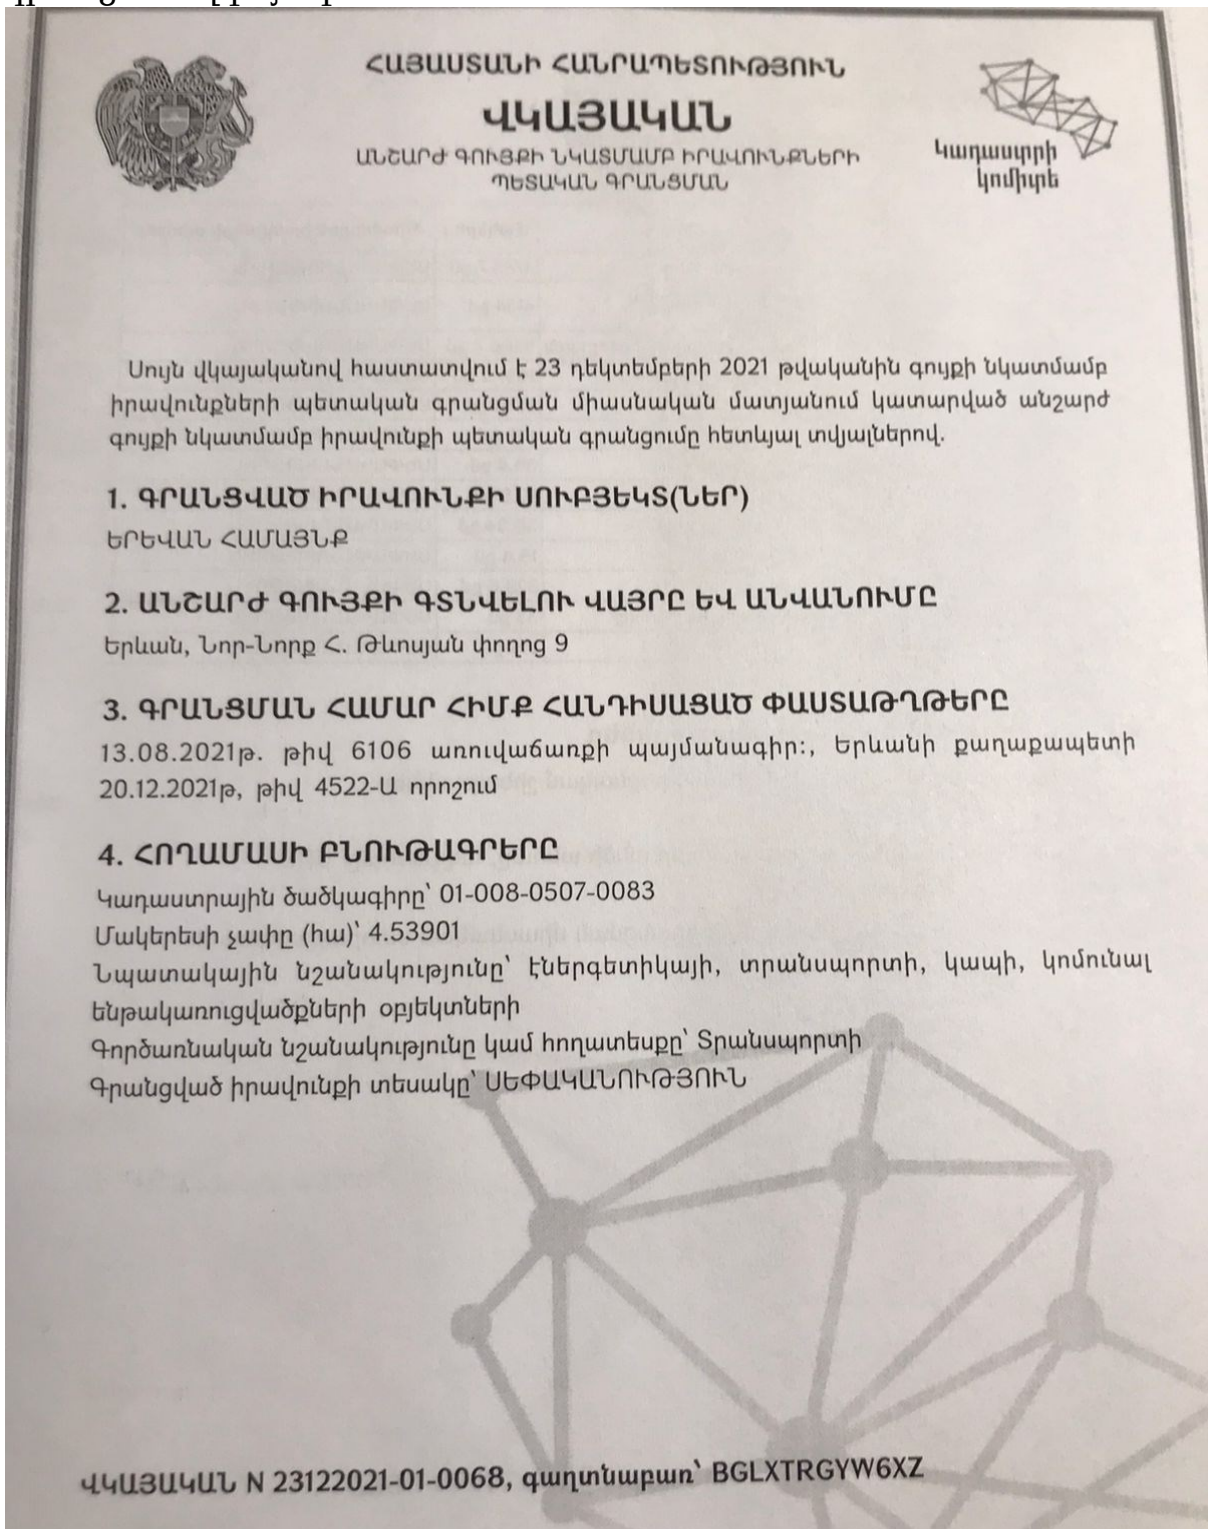 ՀԱՅԱՍՏԱՆԻ ՀԱՆՐԱՊԵՏՈՒԹՅՈՒՆ
ՎԿԱՅԱԿԱՆ
ԱՆՇԱՐԺ ԳՈՒՅՔԻ ՆԿԱՏՄԱՄԲ ԻՐԱՎՈՒՆՔՆԵՐԻ
ՊԵՏԱԿԱՆ ԳՐԱՆՑՄԱՆ
կադաստրի
կոմիտե
Սույն վկայականով հաստատվում է 23 դեկտեմբերի 2021 թվականին գույքի նկատմամբ
իրավունքների պետական գրանցման միասնական մատյանում կատարված անշարժ
գույքի նկատմամբ իրավունքի պետական գրանցումը հետևյալ տվյալներով.
1. ԳՐԱՆՑՎԱԾ ԻՐԱՎՈՒՆՔԻ ՍՈՒԲՅԵԿՏ(ՆԵՐ)
ԵՐԵՎԱՆ ՀԱՄԱՅՆՔ
2. ԱՆՇԱՐԺ ԳՈՒՅՔԻ ԳՏՆՎԵԼՈՒ ՎԱՅՐԸ ԵՎ ԱՆՎԱՆՈՒՄԸ
Երևան, Նոր-Նորք Հ. Թևոսյան փողոց 9
3. ԳՐԱՆՑՄԱՆ ՀԱՄԱՐ ՀԻՄՔ ՀԱՆԴԻՍԱՑԱԾ ՓԱՍՏԱԹՂԹԵՐԸ
13.08.2021թ. թիվ 6106 առուվաճառքի պայմանագիր:, Երևանի քաղաքապետի
20.12.2021թ, թիվ 4522-Ա որոշում
4. ՀՈՂԱՄԱՍԻ ԲՆՈՒԹԱԳՐԵՐԸ
Կադաստրային ծածկագիրը՝ 01-008-0507-0083
Մակերեսի չափը (հա)՝ 4.53901
Նպատակային նշանակությունը՝ էներգետիկայի, տրանսպորտի, կապի, կոմունալ
ենթակառուցվածքների օբյեկտների
Գործառնական նշանակությունը կամ հողատեսքը՝ Տրանսպորտի
Գրանցված իրավունքի տեսակը՝ ՍԵՓԱԿԱՆՈՒԹՅՈՒՆ
ՎԿԱՅԱԿԱՆ N 23122021-01-0068, գաղտնաբառ՝ BGLXTRGYW6XZ